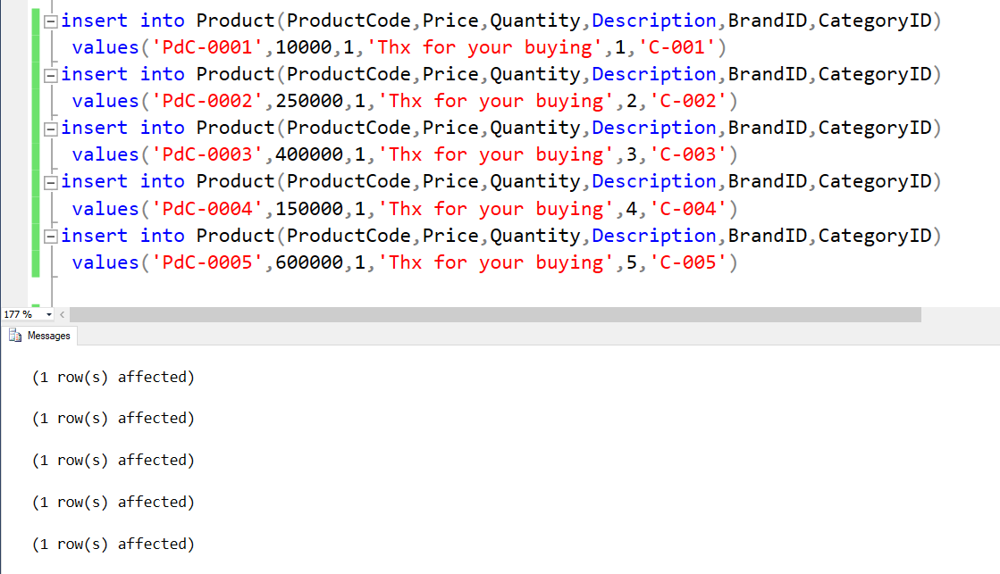 insert into Product(ProductCode,Price,Quantity,Description,BrandID,CategoryID)
values('PdC-0001',10000,1,'Thx for your buying',1,'C-001')
insert into Product(ProductCode,Price,Quantity,Description,BrandID,CategoryID)
values('PdC-0002',250000,1,'Thx for your buying',2,'C-002')
insert into Product(ProductCode,Price,Quantity,Description,BrandID,CategoryID)
values('PdC-0003',400000,1,'Thx for your buying',3,'C-003')
insert into Product(ProductCode,Price,Quantity,Description,BrandID,CategoryID)
values('PdC-0004',150000,1,'Thx for your buying',4,'C-004')
insert into Product(ProductCode,Price,Quantity,Description,BrandID,CategoryID)
values('PdC-0005',600000,1,'Thx for your buying',5,'C-005')
177 %
Messages
(1 row(s) affected)
(1 row(s) affected)
(1 row(s) affected)
(1 row(s) affected)
(1 row(s) affected)